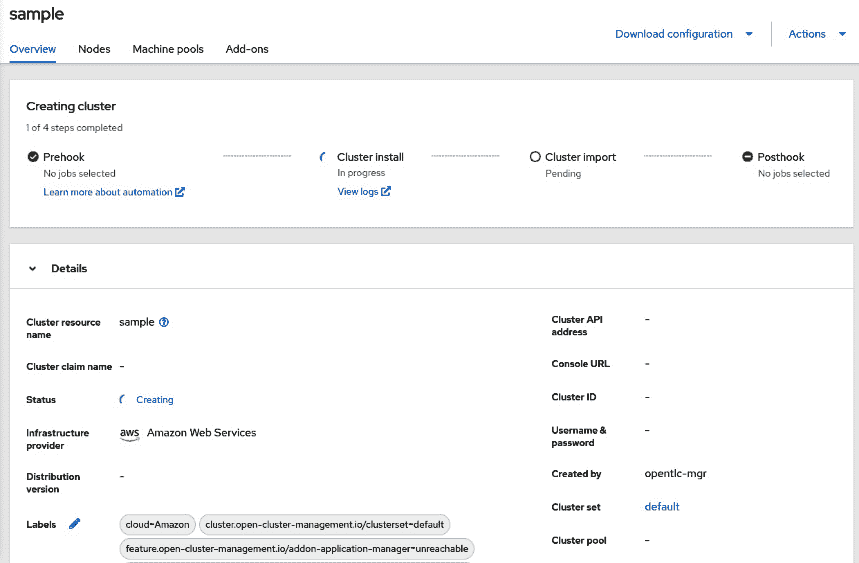 sample
Download configuration
Actions
Overview
Nodes
Machine pools
Add-ons
Creating cluster
1 of 4 steps completed
Prehook
No jobs selected
Learn more about automation
Cluster install
In progress
View logs
Cluster import
Pending
Posthook
No jobs selected
Details
Cluster resource
name
sample
Cluster claim name
-
Status
Creating
Infrastructure
provider
aws
Amazon Web Services
Distribution
version
-
Labels
cloud=Amazon
cluster.open-cluster-management.io/clusterset=default
feature.open-cluster-management.io/addon-application-manager=unreachable
Cluster API
address
-
Console URL
-
Cluster ID
-
Username &
password
-
Created by
opentlc-mgr
Cluster set
default
Cluster pool
-